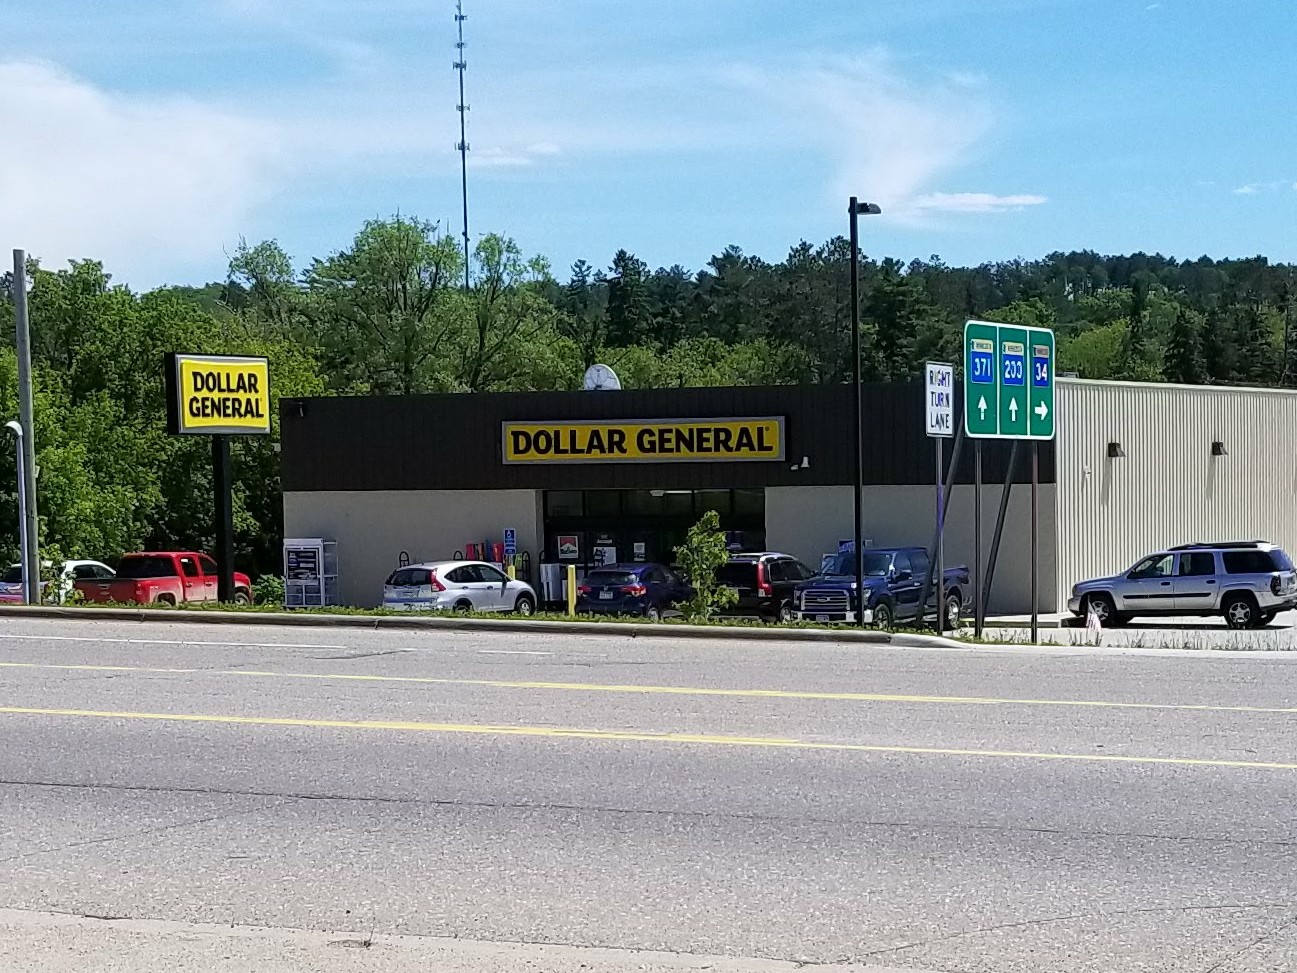 DOLLAR
GENERAL
DOLLAR GENERAL
RIGHT
TURN
LANE
371
200
34